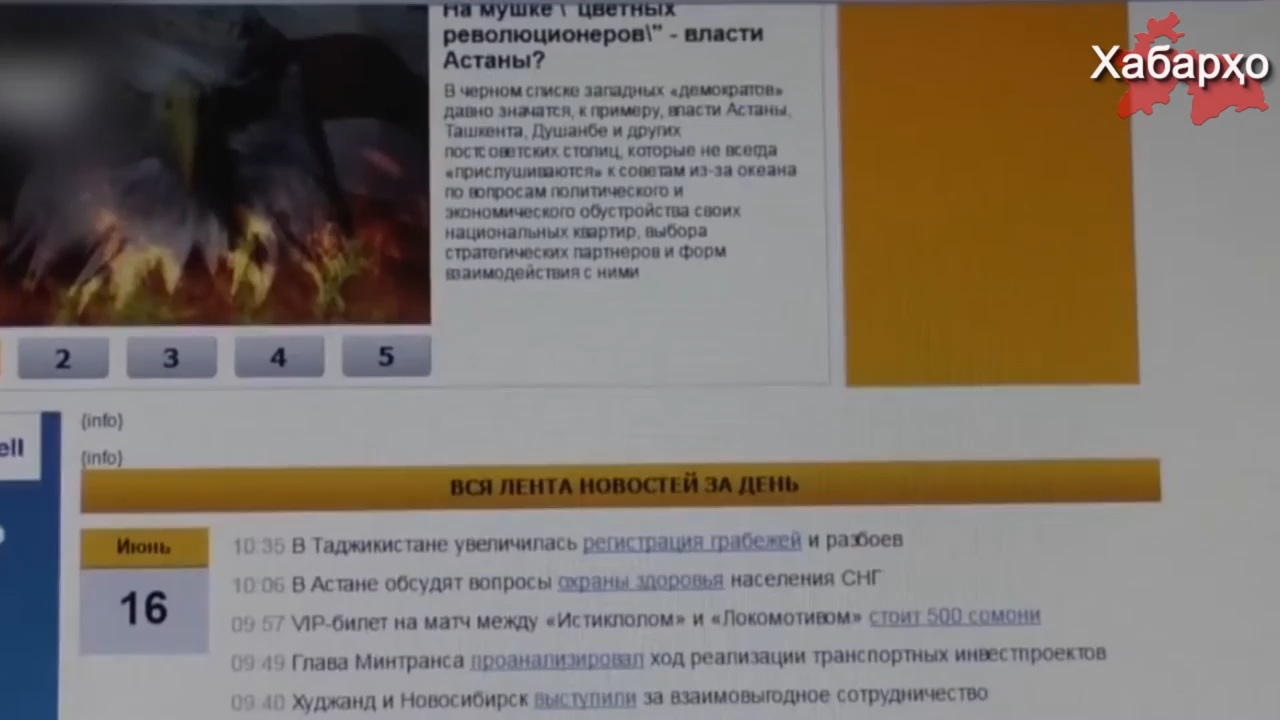 На мушке \"цветных
революционеров\" - власти
Астаны?
Хабарҳо
В черном списке западных «демократов»
давно значатся, к примеру, власти Астаны,
Ташкента, Душанбе и других
постсоветских столиц, которые не всегда
«прислушиваются» к советам из-за океана
по вопросам политического и
экономического обустройства своих
национальных квартир, выбора
стратегических партнеров и форм
взаимодействия с ними
2 3 4 5
ell
{info}
{info}
ВСЯ ЛЕНТА НОВОСТЕЙ ЗА ДЕНЬ
Июнь
16
10:35 В Таджикистане увеличилась регистрация грабежей и разбоев
10:06 В Астане обсудят вопросы охраны здоровья населения СНГ
09:57 VIP-билет на матч между «Истиклолом» и «Локомотивом» стоит 500 сомони
09:49 Глава Минтранса проанализировал ход реализации транспортных инвестпроектов
09:40 Худжанд и Новосибирск выступили за взаимовыгодное сотрудничество